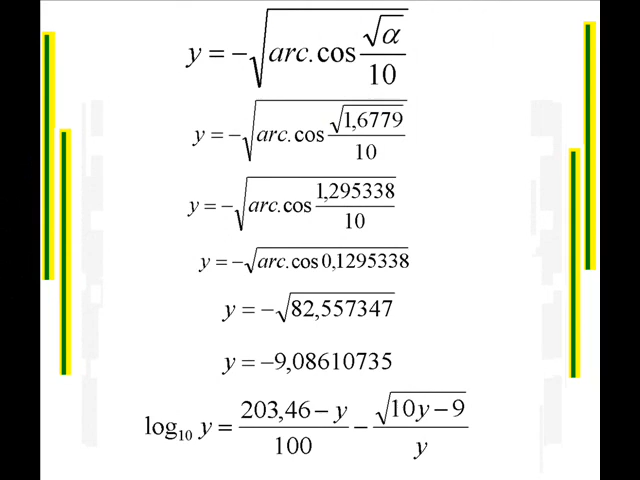 y = −√(arc.cos √α/10)
y = −√(arc.cos √1,6779/10)
y = −√(arc.cos 1,295338/10)
y = −√(arc.cos 0,1295338)
y = −√82,557347
y = −9,08610735
log₁₀ y = (203,46 − y)/100 − √(10y − 9)/y